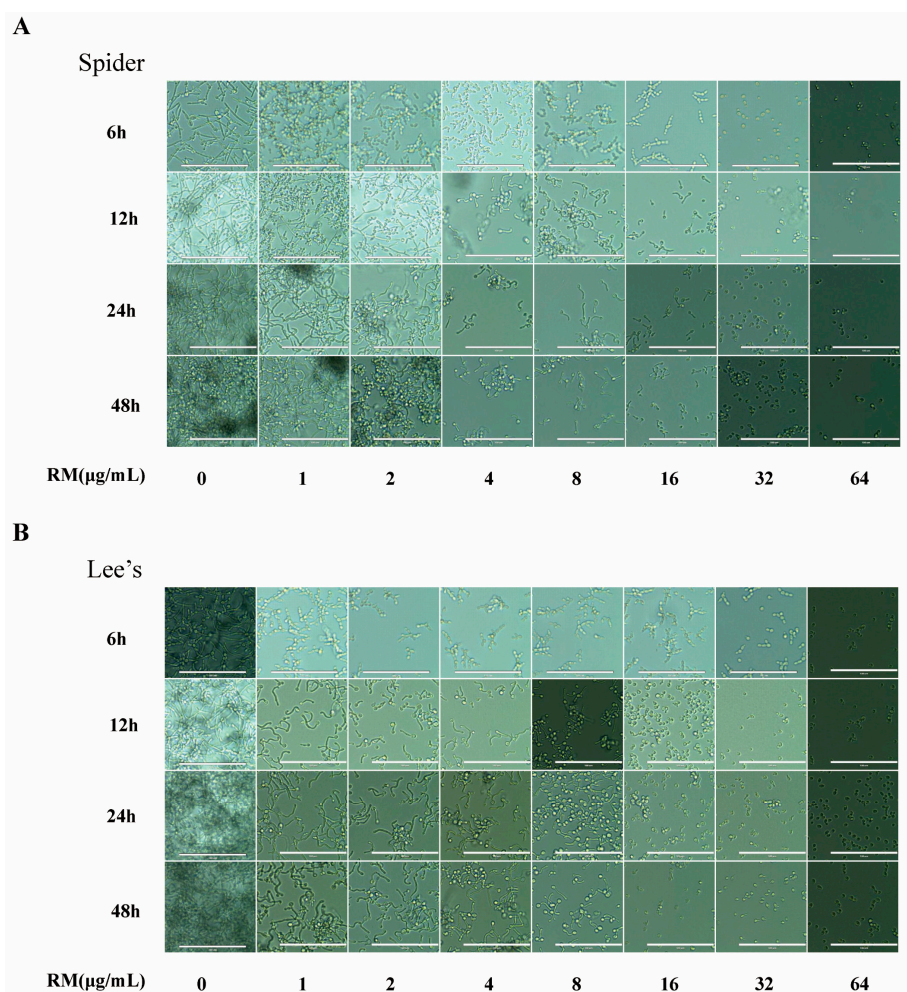 A
Spider
6h
12h
24h
48h
RM(μg/mL) 0 1 2 4 8 16 32 64
B
Lee’s
6h
12h
24h
48h
RM(μg/mL) 0 1 2 4 8 16 32 64